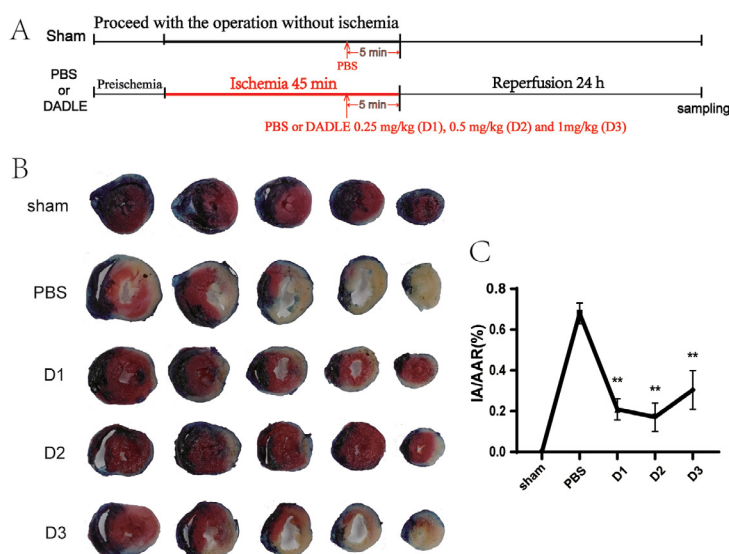 A
Proceed with the operation without ischemia
Sham
5 min
PBS
PBS
or
DADLE
Preischemia
Ischemia 45 min
Reperfusion 24 h
5 min
sampling
PBS or DADLE 0.25 mg/kg (D1), 0.5 mg/kg (D2) and 1mg/kg (D3)
B
sham
PBS
D1
D2
D3
C
IA/AAR(%)
0.8
0.6
0.4
0.2
0.0
**
**
**
sham
PBS
D1
D2
D3